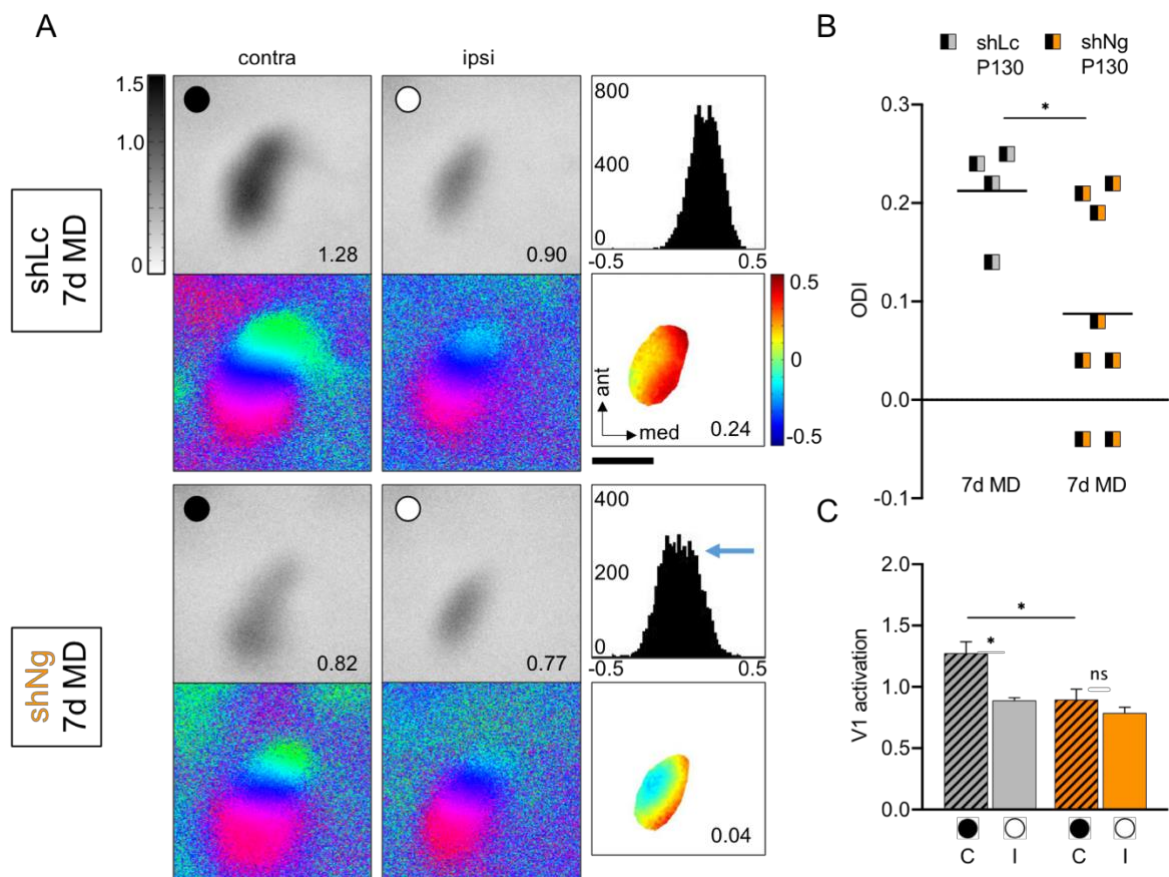 A
contra
ipsi
1.5
1.0
0
shLc
7d MD
1.28
0.90
800
400
0
-0.5
0.5
ant
med
0.24
0.5
0
-0.5
shNg
7d MD
0.82
0.77
400
200
0
-0.5
0.5
0.04
B
shLc
P130
shNg
P130
0.3
0.2
0.1
0.0
-0.1
ODI
*
7d MD
7d MD
C
2.0
1.5
1.0
0.5
0.0
V1 activation
*
*
ns
C
I
C
I